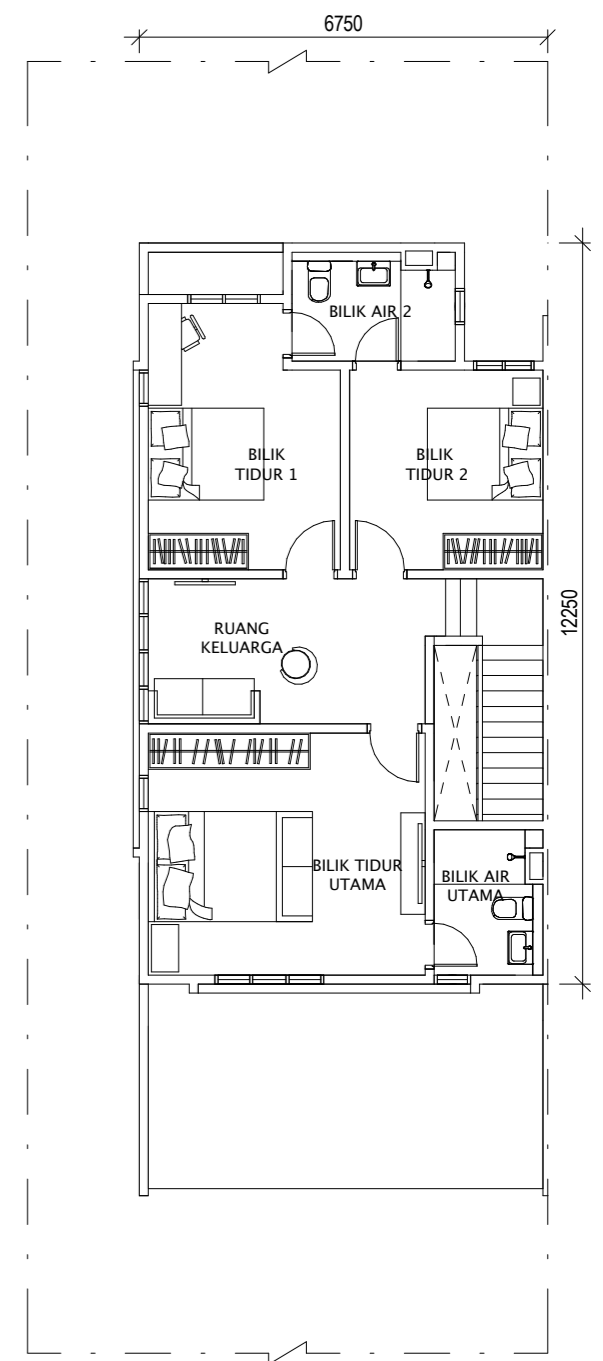 6750
BILIK AIR 2
BILIK
TIDUR 1
BILIK
TIDUR 2
12250
RUANG
KELUARGA
BILIK TIDUR
UTAMA
BILIK AIR
UTAMA